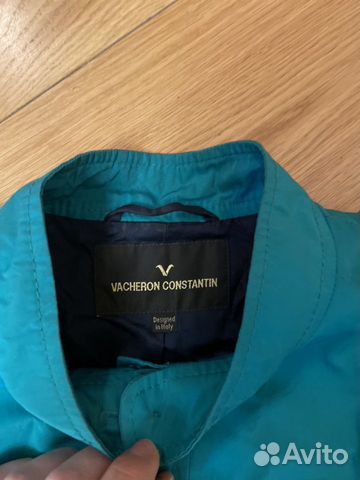 VACHERON CONSTANTIN
Designed
in Italy
Avito